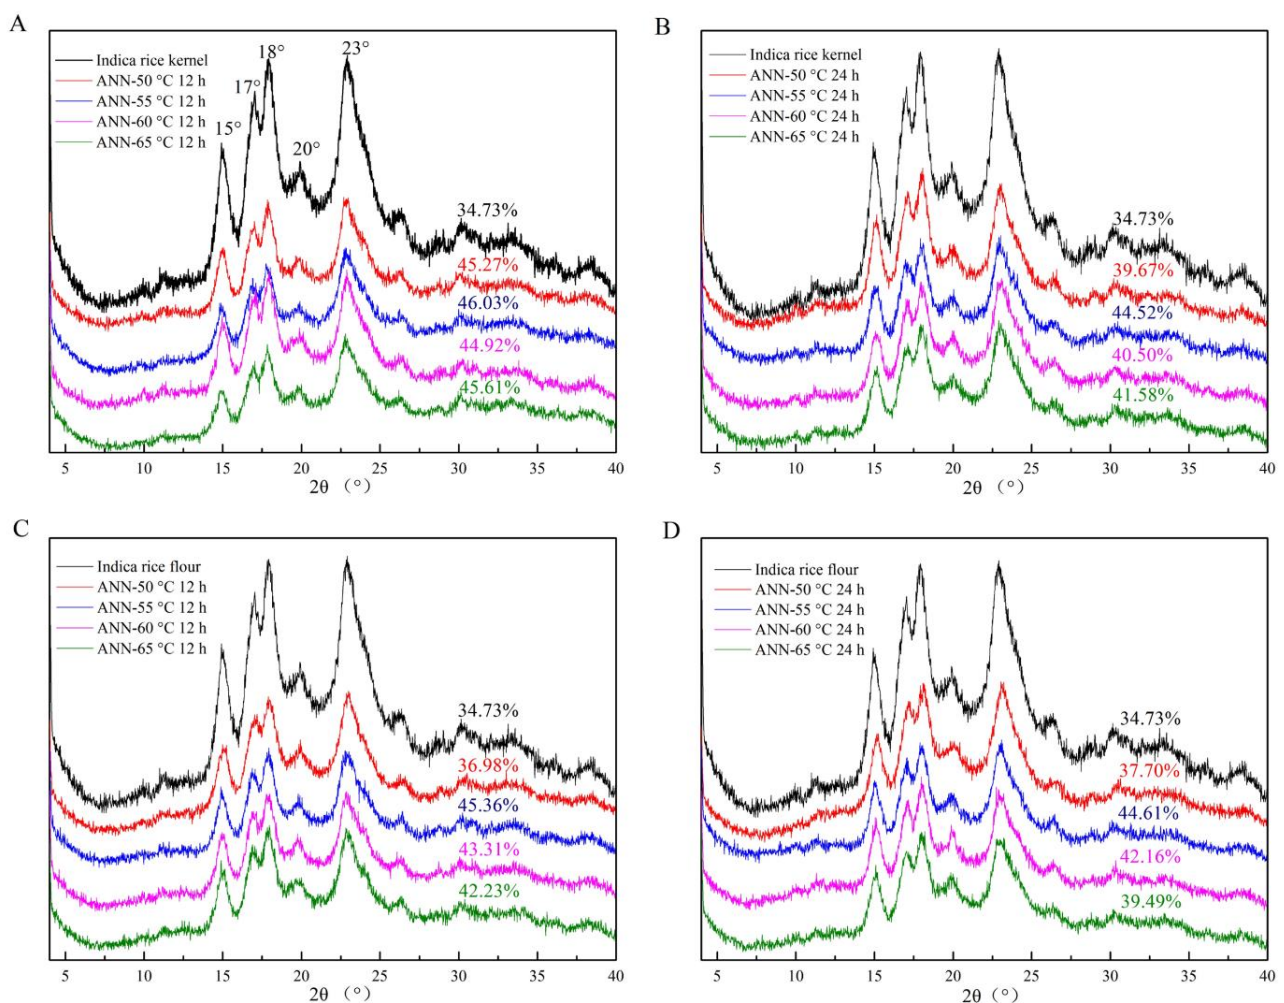 A
Indica rice kernel
ANN-50 °C 12 h
ANN-55 °C 12 h
ANN-60 °C 12 h
ANN-65 °C 12 h
15°
17°
18°
20°
23°
34.73%
45.27%
46.03%
44.92%
45.61%
5 10 15 20 25 30 35 40
2θ （°）
B
Indica rice kernel
ANN-50 °C 24 h
ANN-55 °C 24 h
ANN-60 °C 24 h
ANN-65 °C 24 h
34.73%
39.67%
44.52%
40.50%
41.58%
5 10 15 20 25 30 35 40
2θ （°）
C
Indica rice flour
ANN-50 °C 12 h
ANN-55 °C 12 h
ANN-60 °C 12 h
ANN-65 °C 12 h
34.73%
36.98%
45.36%
43.31%
42.23%
5 10 15 20 25 30 35 40
2θ （°）
D
Indica rice flour
ANN-50 °C 24 h
ANN-55 °C 24 h
ANN-60 °C 24 h
ANN-65 °C 24 h
34.73%
37.70%
44.61%
42.16%
39.49%
5 10 15 20 25 30 35 40
2θ （°）